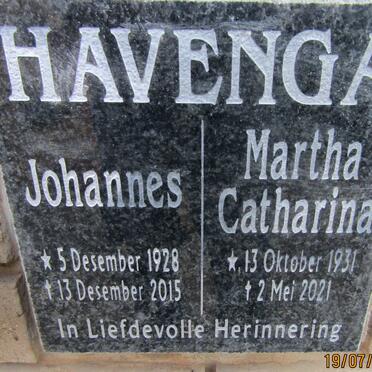 HAVENGA
Johannes
★ 5 Desember 1928
† 13 Desember 2015
Martha
Catharina
★ 13 Oktober 1931
† 2 Mei 2021
In Liefdevolle Herinnering
19/07/